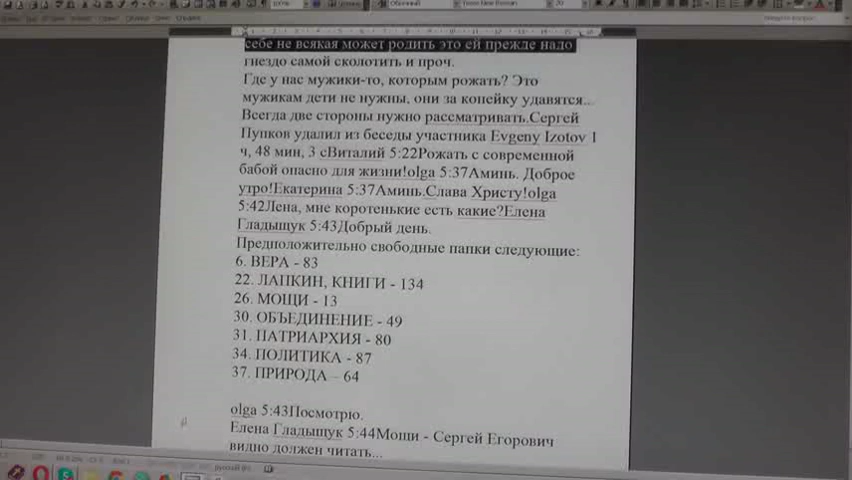 себе не всякая может родить это ей прежде надо
гнездо самой сколотить и проч.
Где у нас мужики-то, которым рожать? Это
мужикам дети не нужны, они за копейку удавятся...
Всегда две стороны нужно рассматривать.Сергей
Пупков удалил из беседы участника Evgeny Izotov 1
ч, 48 мин, 3 сВиталий 5:22Рожать с современной
бабой опасно для жизни!olga 5:37Аминь. Доброе
утро!Екатерина 5:37Аминь.Слава Христу!olga
5:42Лена, мне коротенькие есть какие?Елена
Гладыщук 5:43Добрый день.
Предположительно свободные папки следующие:
6. ВЕРА - 83
22. ЛАПКИН, КНИГИ - 134
26. МОЩИ - 13
30. ОБЪЕДИНЕНИЕ - 49
31. ПАТРИАРХИЯ - 80
34. ПОЛИТИКА - 87
37. ПРИРОДА – 64
olga 5:43Посмотрю.
Елена Гладыщук 5:44Мощи - Сергей Егорович
видно должен читать...